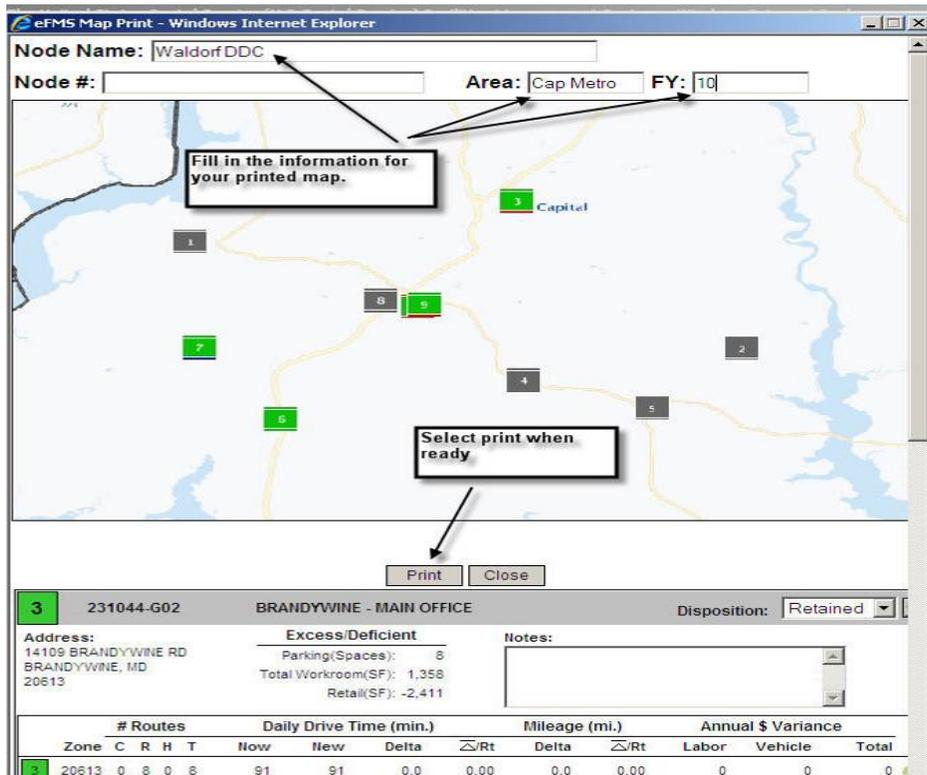 eFMS Map Print - Windows Internet Explorer
Node Name: Waldorf DDC
Node #: Area: Cap Metro FY: 10
Fill in the information for
your printed map.
3 Capital
1
8 9
7
2
4
5
6
Select print when
ready
Print Close
3 231044-G02 BRANDYWINE - MAIN OFFICE Disposition: Retained
Address: Excess/Deficient Notes:
14109 BRANDYWINE RD Parking(Spaces): 8
BRANDYWINE, MD Total Workroom(SF): 1,358
20613 Retail(SF): -2,411
# Routes Daily Drive Time (min.) Mileage (mi.) Annual $ Variance
Zone C R H T Now New Delta △/Rt Delta △/Rt Labor Vehicle Total
3 20613 0 8 0 8 91 91 0.0 0.00 0.0 0.00 0 0 0